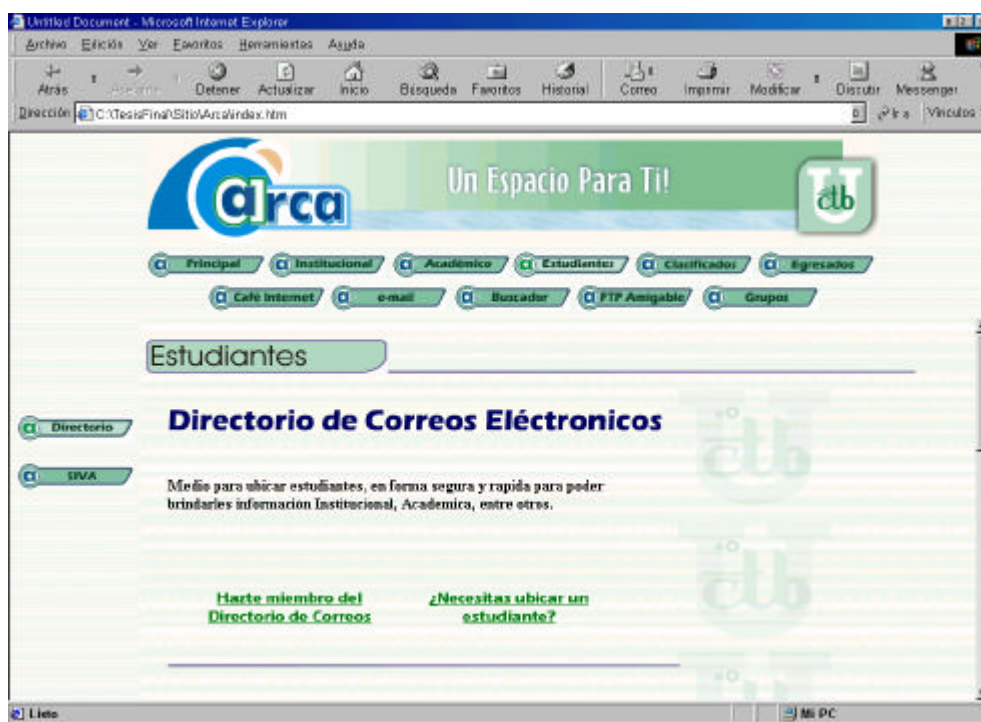 Untitled Document - Microsoft Internet Explorer
Archivo Edición Ver Favoritos Herramientas Ayuda
Atrás Detener Actualizar Inicio Búsqueda Favoritos Historial Correo Imprimir Modificar Discutir Messenger
Dirección C:\TesisFinal\Sitio\Arca\index.htm Ir a Vínculos
arca Un Espacio Para Ti! U ctb
Principal Institucional Académico Estudiantes Clasificados Egresados
Café Internet e-mail Buscador FTP Amigable Grupos
Estudiantes
Directorio de Correos Eléctronicos
Directorio
SIVA
Medio para ubicar estudiantes, en forma segura y rapida para poder
brindarles informacion Institucional, Academica, entre otros.
Hazte miembro del
Directorio de Correos
¿Necesitas ubicar un
estudiante?
Listo Mi PC